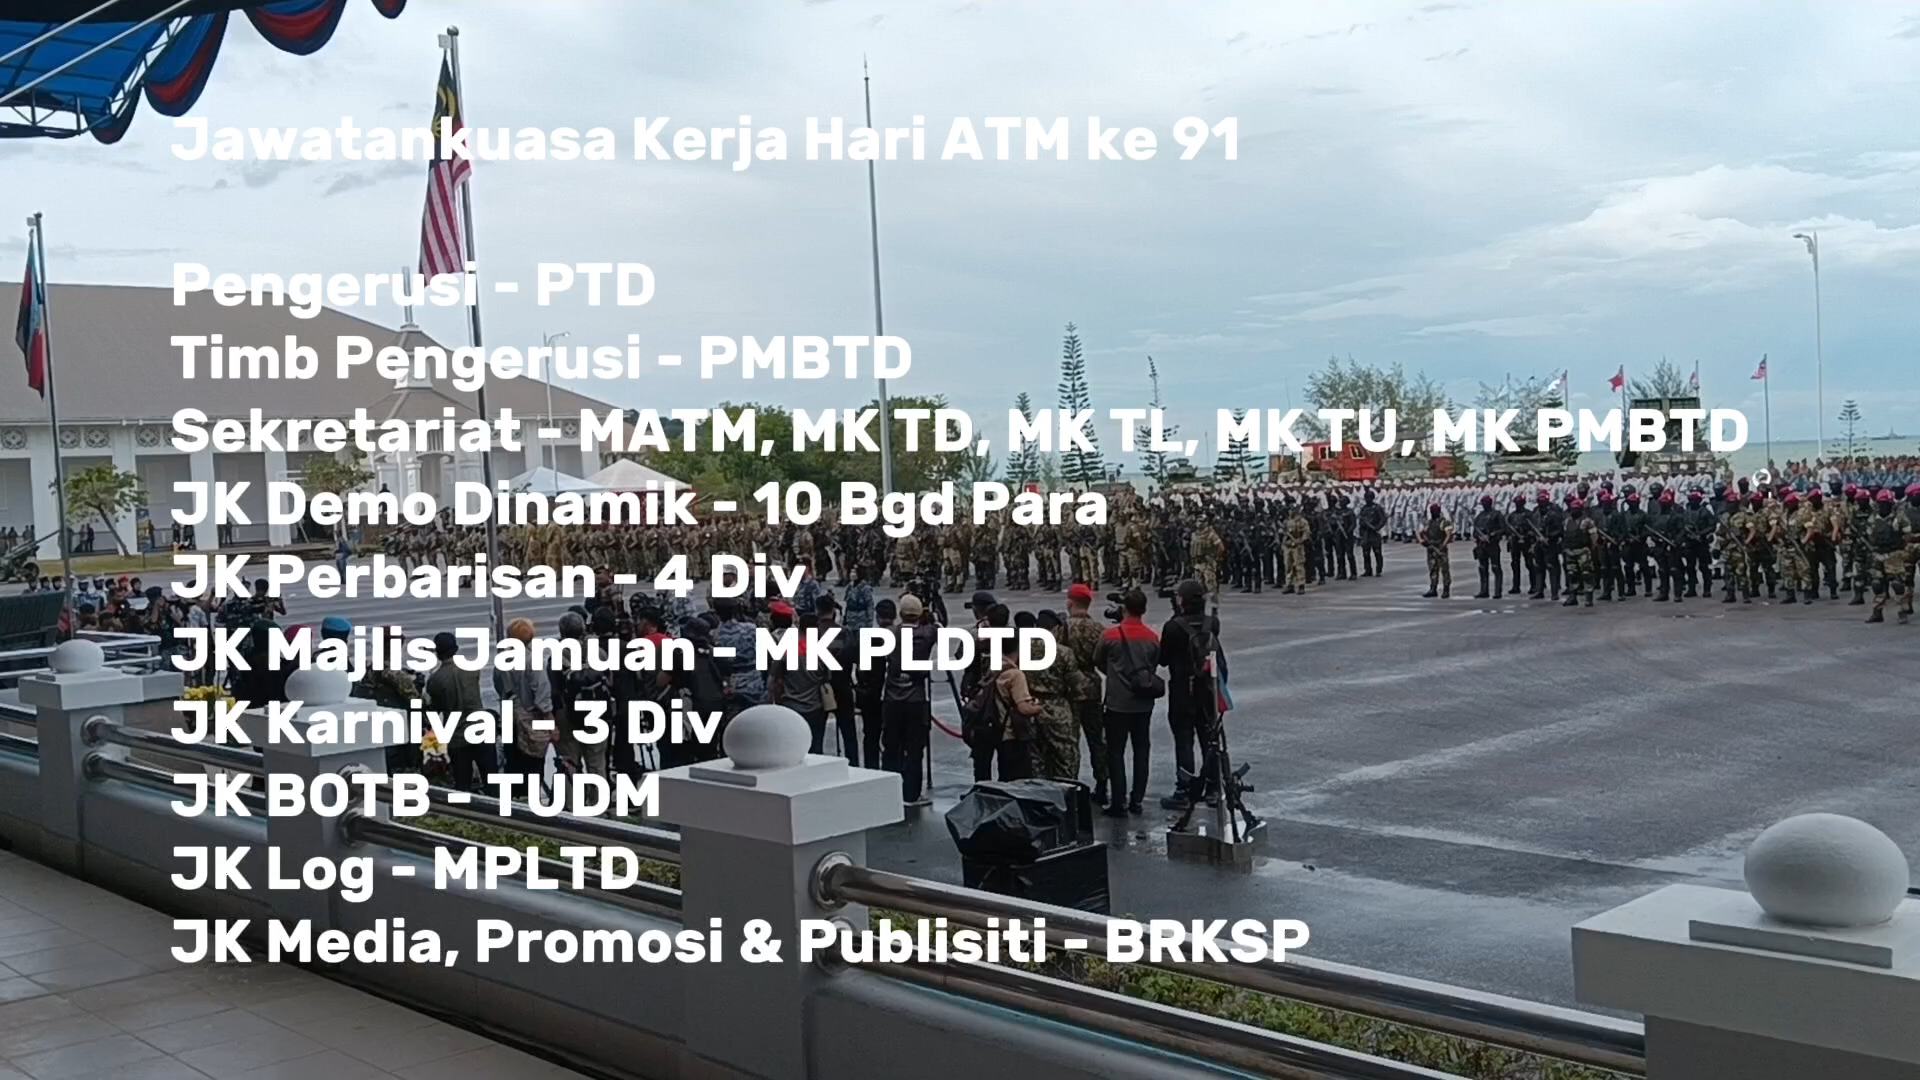 Jawatankuasa Kerja Hari ATM ke 91
Pengerusi - PTD
Timb Pengerusi - PMBTD
Sekretariat - MATM, MK TD, MK TL, MK TU, MK PMBTD
JK Demo Dinamik - 10 Bgd Para
JK Perbarisan - 4 Div
JK Majlis Jamuan - MK PLDTD
JK Karnival - 3 Div
JK BOTB - TUDM
JK Log - MPLTD
JK Media, Promosi & Publisiti - BRKSP